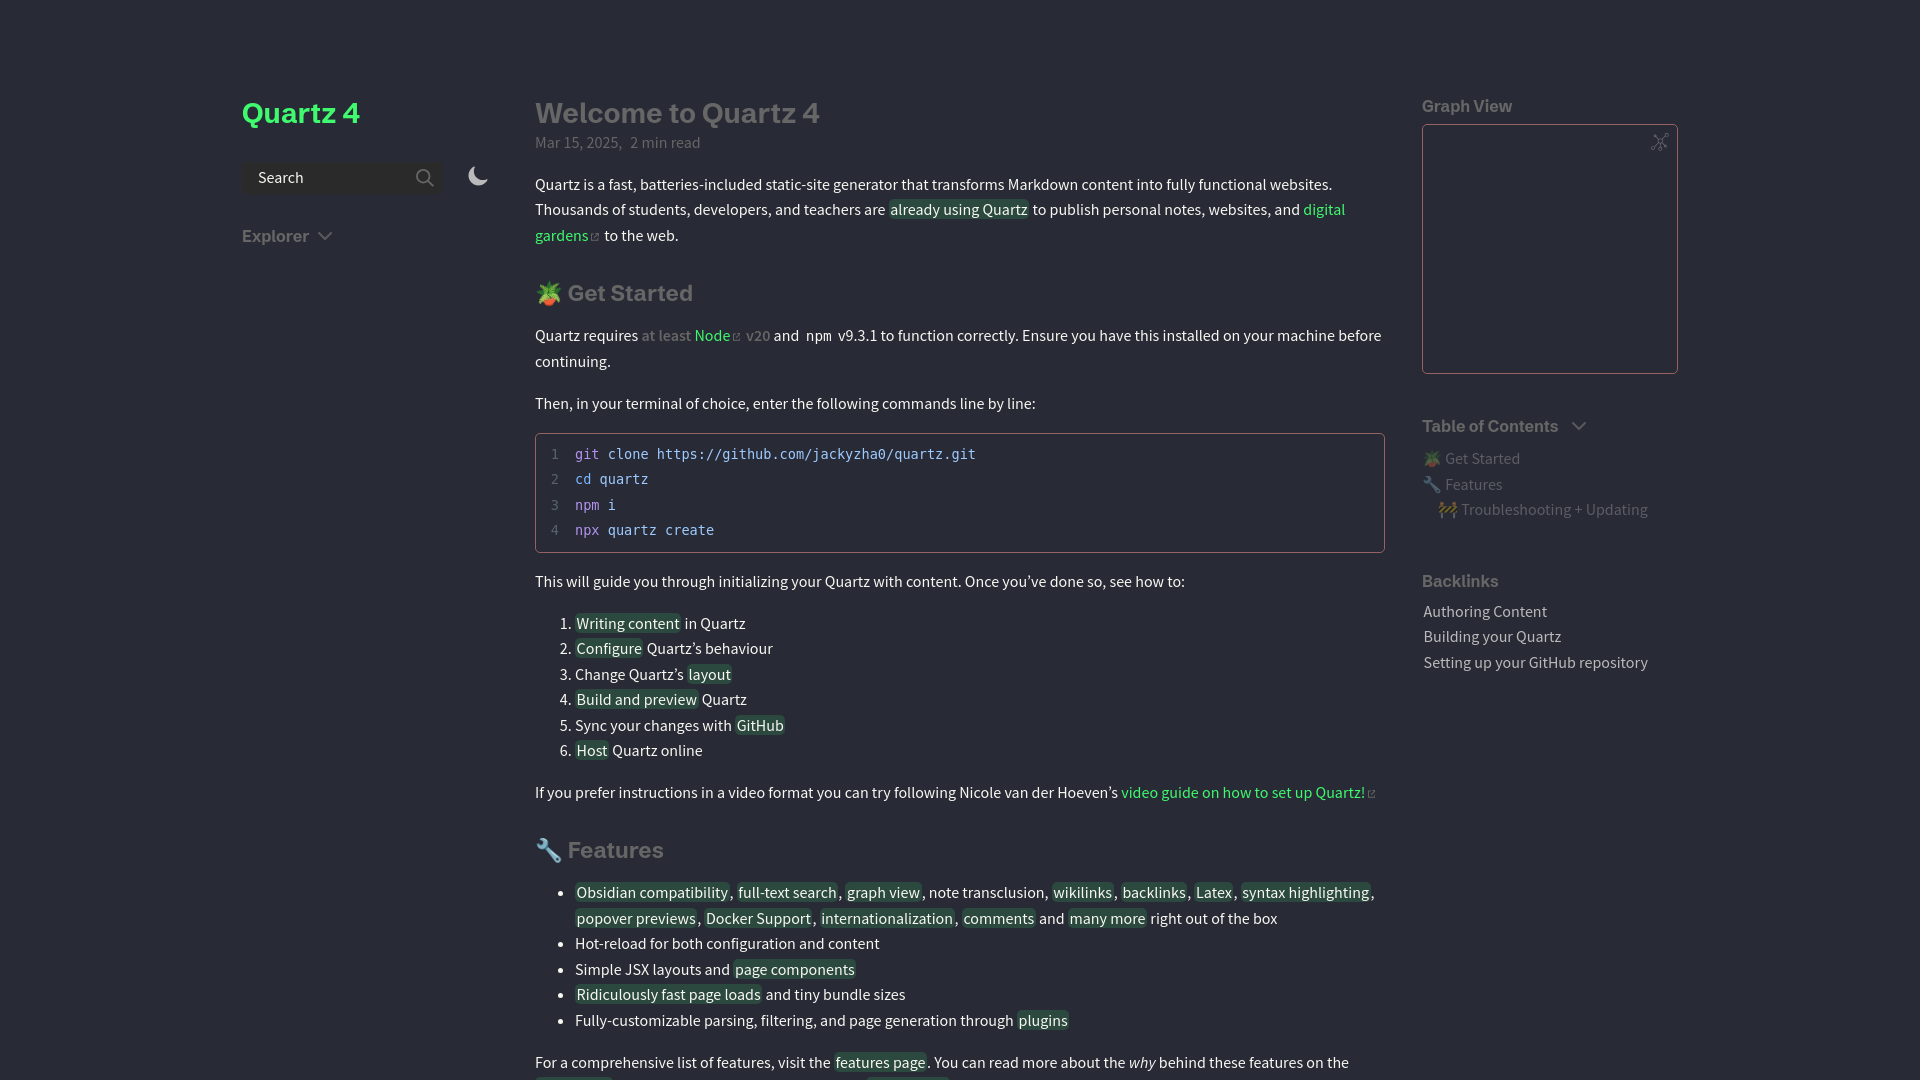 Quartz 4
Search
Explorer
Welcome to Quartz 4
Mar 15, 2025, 2 min read
Quartz is a fast, batteries-included static-site generator that transforms Markdown content into fully functional websites.
Thousands of students, developers, and teachers are already using Quartz to publish personal notes, websites, and digital
gardens to the web.
🪴 Get Started
Quartz requires at least Node v20 and npm v9.3.1 to function correctly. Ensure you have this installed on your machine before
continuing.
Then, in your terminal of choice, enter the following commands line by line:
1 git clone https://github.com/jackyzha0/quartz.git
2 cd quartz
3 npm i
4 npx quartz create
This will guide you through initializing your Quartz with content. Once you’ve done so, see how to:
1. Writing content in Quartz
2. Configure Quartz’s behaviour
3. Change Quartz’s layout
4. Build and preview Quartz
5. Sync your changes with GitHub
6. Host Quartz online
If you prefer instructions in a video format you can try following Nicole van der Hoeven’s video guide on how to set up Quartz!
🔧 Features
• Obsidian compatibility, full-text search, graph view, note transclusion, wikilinks, backlinks, Latex, syntax highlighting,
popover previews, Docker Support, internationalization, comments and many more right out of the box
• Hot-reload for both configuration and content
• Simple JSX layouts and page components
• Ridiculously fast page loads and tiny bundle sizes
• Fully-customizable parsing, filtering, and page generation through plugins
For a comprehensive list of features, visit the features page. You can read more about the why behind these features on the
Graph View
Table of Contents
🪴 Get Started
🔧 Features
🚧 Troubleshooting + Updating
Backlinks
Authoring Content
Building your Quartz
Setting up your GitHub repository